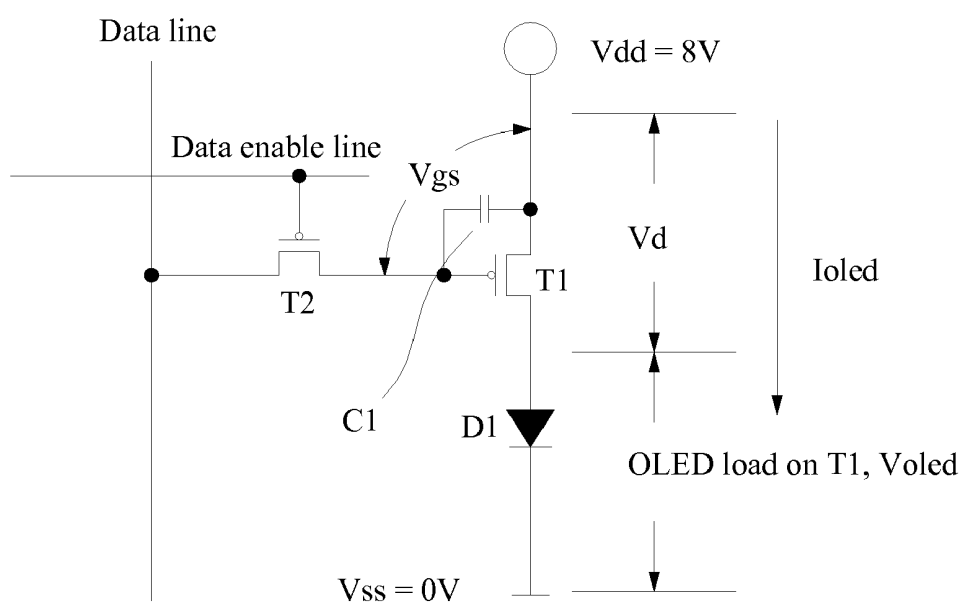 Data line
Vdd = 8V
Data enable line
Vgs
Vd
Ioled
T1
T2
C1
D1
OLED load on T1, Voled
Vss = 0V